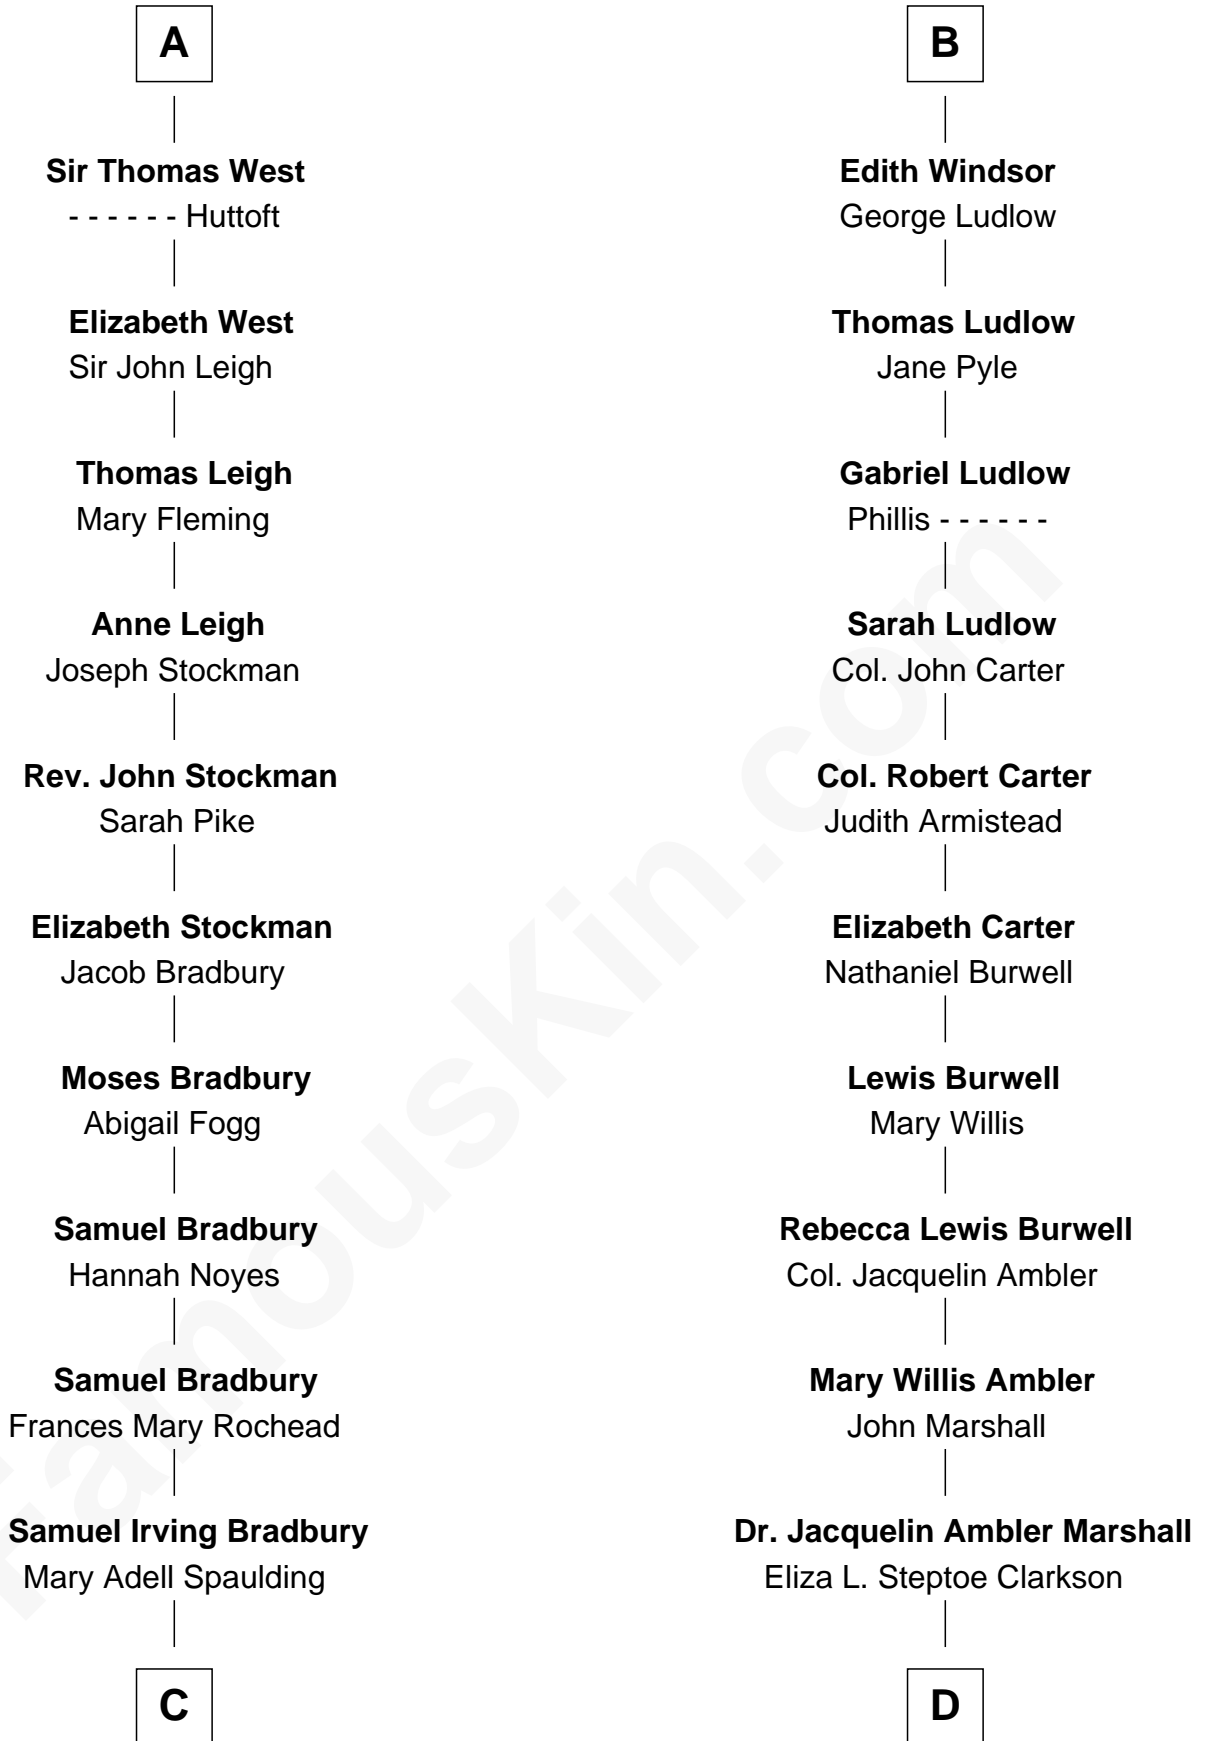 A
Sir Thomas West
- - - - - - Huttoft
Elizabeth West
Sir John Leigh
Thomas Leigh
Mary Fleming
Anne Leigh
Joseph Stockman
Rev. John Stockman
Sarah Pike
Elizabeth Stockman
Jacob Bradbury
Moses Bradbury
Abigail Fogg
Samuel Bradbury
Hannah Noyes
Samuel Bradbury
Frances Mary Rochead
Samuel Irving Bradbury
Mary Adell Spaulding
C
B
Edith Windsor
George Ludlow
Thomas Ludlow
Jane Pyle
Gabriel Ludlow
Phillis - - - - - -
Sarah Ludlow
Col. John Carter
Col. Robert Carter
Judith Armistead
Elizabeth Carter
Nathaniel Burwell
Lewis Burwell
Mary Willis
Rebecca Lewis Burwell
Col. Jacquelin Ambler
Mary Willis Ambler
John Marshall
Dr. Jacquelin Ambler Marshall
Eliza L. Steptoe Clarkson
D
FamousKin.com